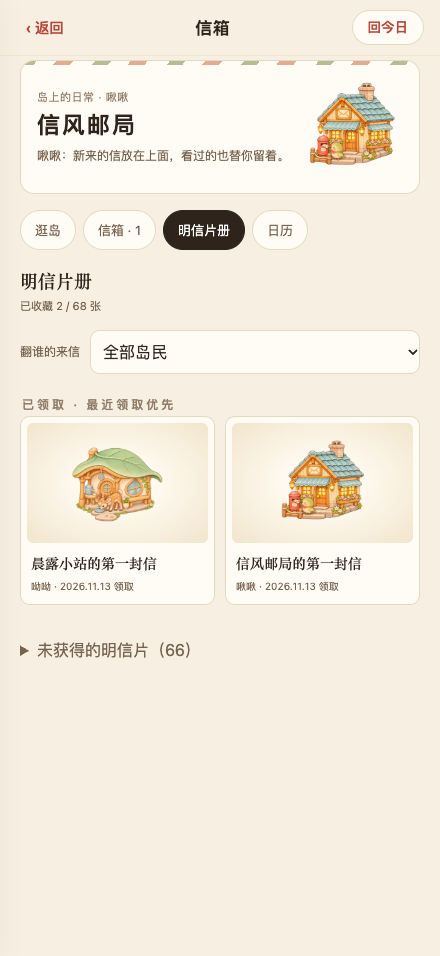 ‹ 返回
信箱
回今日
岛上的日常 · 啾啾
信风邮局
啾啾：新来的信放在上面，看过的也替你留着。
逛岛
信箱 · 1
明信片册
日历
明信片册
已收藏 2 / 68 张
翻谁的来信
全部岛民
已领取 · 最近领取优先
晨露小站的第一封信
呦呦 · 2026.11.13 领取
信风邮局的第一封信
啾啾 · 2026.11.13 领取
未获得的明信片（66）